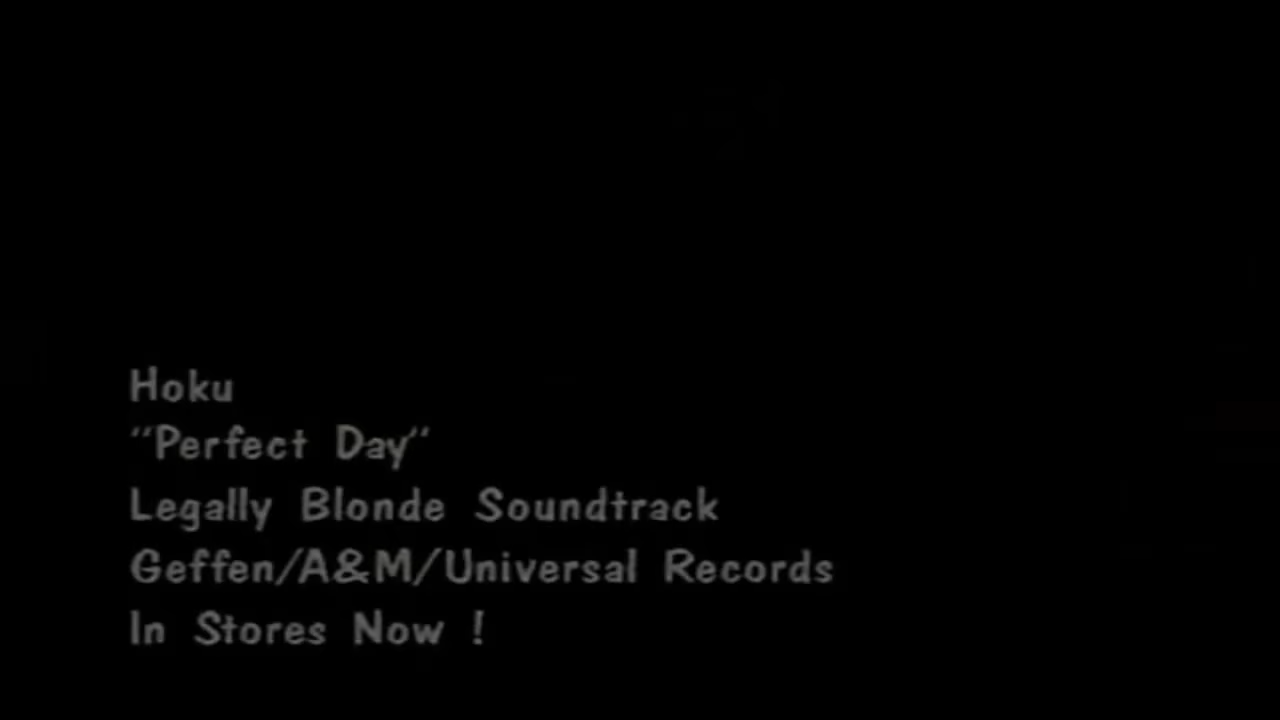 Hoku
“Perfect Day“
Legally Blonde Soundtrack
Geffen/A&M/Universal Records
In Stores Now !